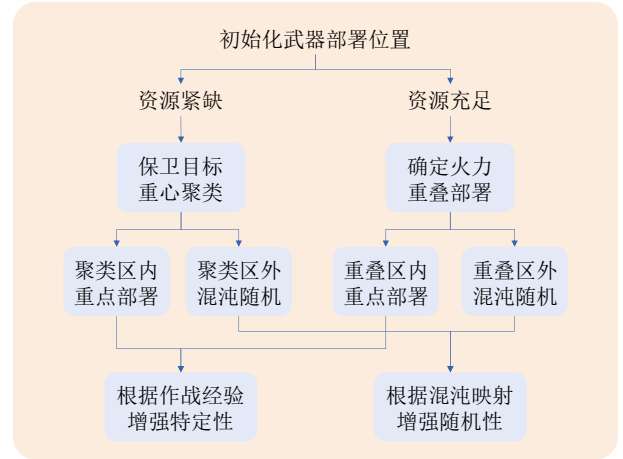 初始化武器部署位置
资源紧缺
资源充足
保卫目标
重心聚类
确定火力
重叠部署
聚类区内
重点部署
聚类区外
混沌随机
重叠区内
重点部署
重叠区外
混沌随机
根据作战经验
增强特定性
根据混沌映射
增强随机性